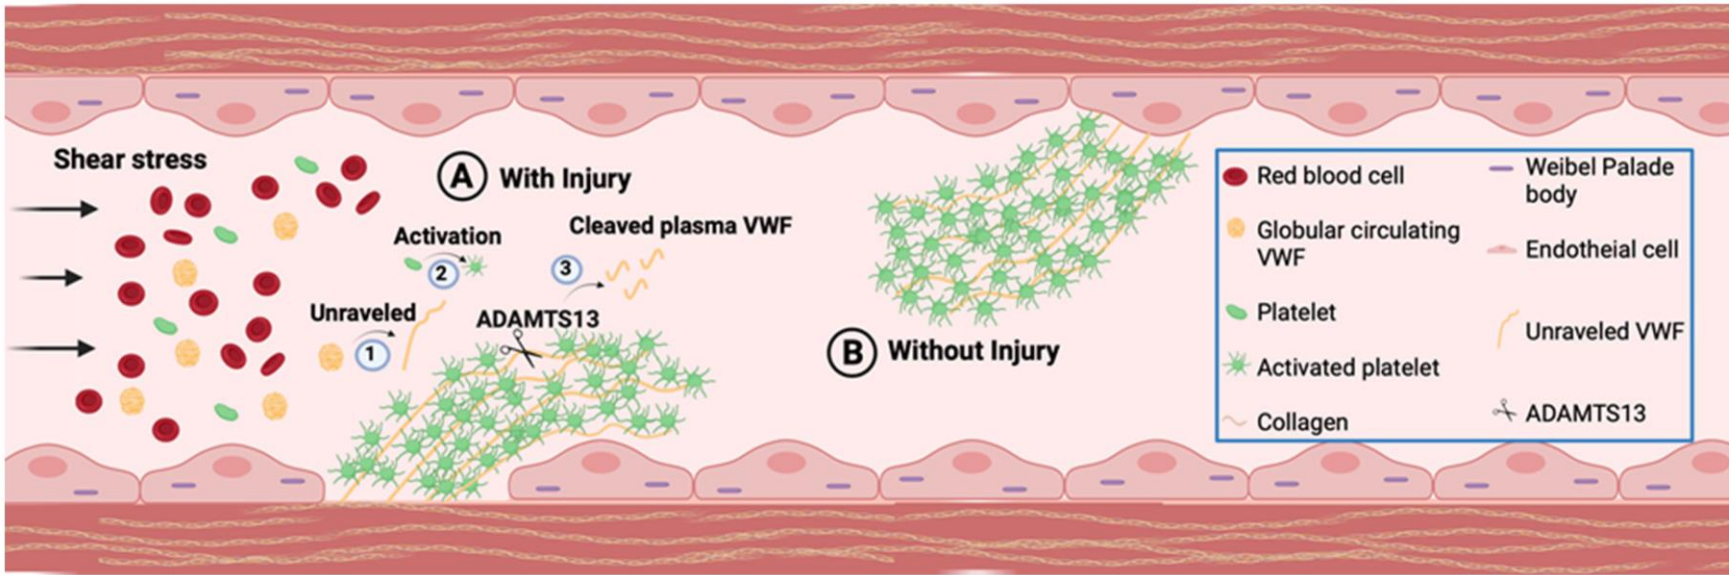 Shear stress
A With Injury
Activation
2
Cleaved plasma VWF
3
Unraveled
1
ADAMTS13
B Without Injury
Red blood cell
Globular circulating
VWF
Platelet
Activated platelet
Collagen
Weibel Palade
body
Endotheial cell
Unraveled VWF
ADAMTS13